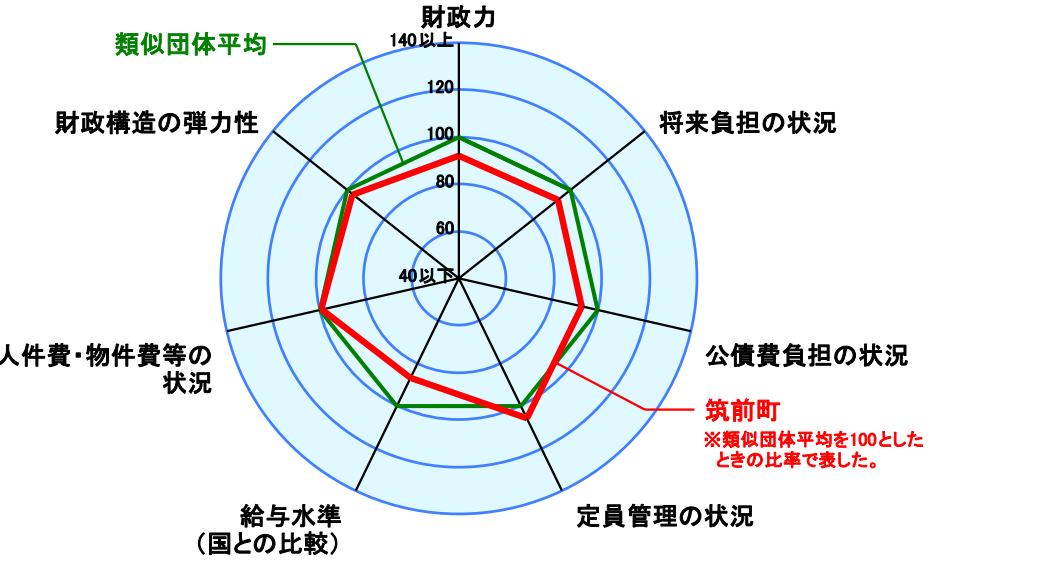 財政力
類似団体平均
140以上
120
財政構造の弾力性
将来負担の状況
100
80
60
40以下
人件費・物件費等の
状況
公債費負担の状況
筑前町
※類似団体平均を100とした
ときの比率で表した。
給与水準
(国との比較)
定員管理の状況